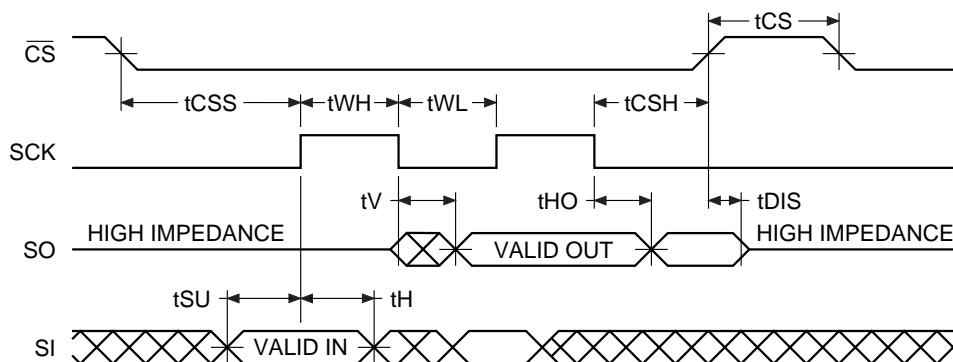 tCS
CS
tCSS tWH tWL tCSH
SCK
tV tHO tDIS
HIGH IMPEDANCE HIGH IMPEDANCE
SO VALID OUT
tSU tH
SI VALID IN